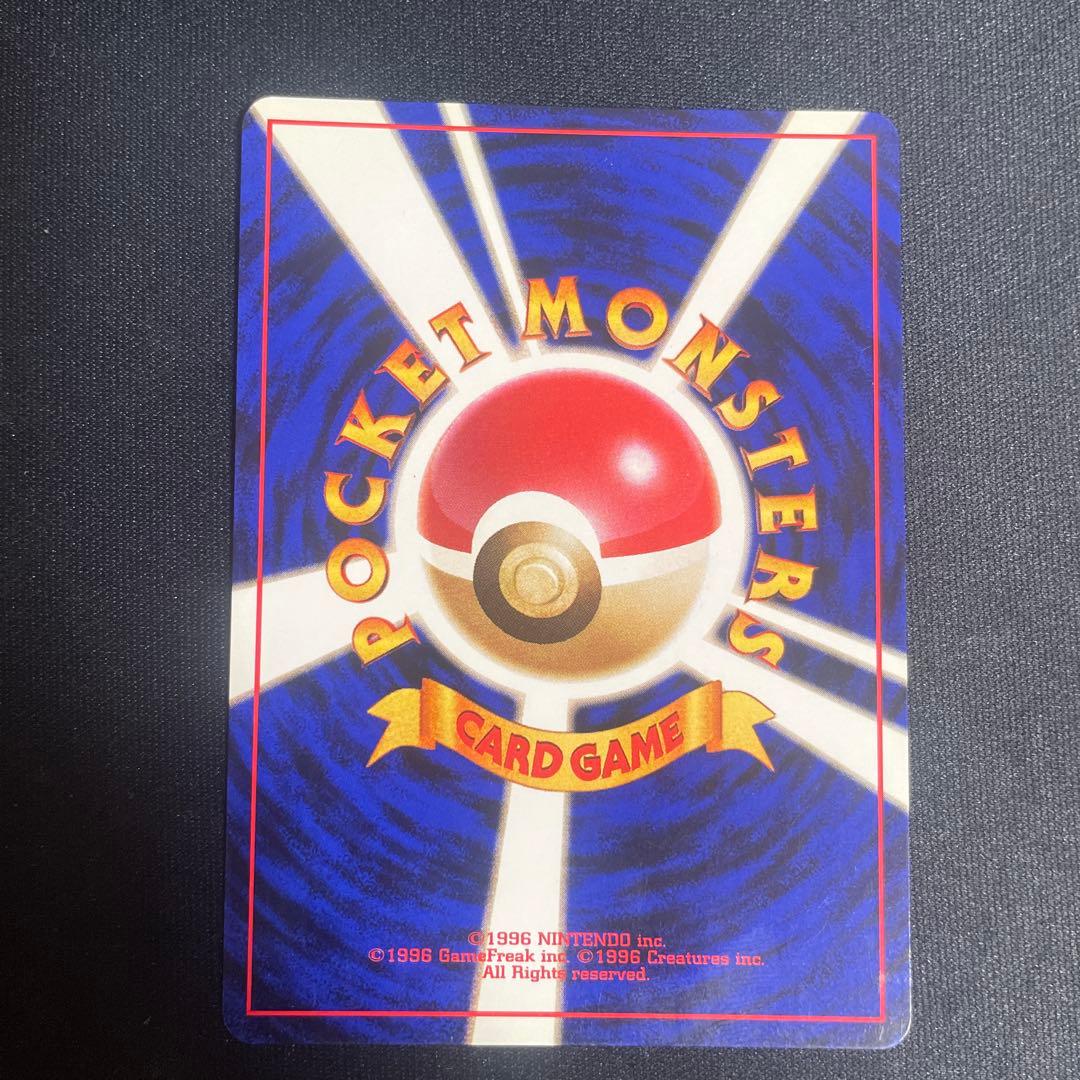 POCKET MONSTERS
CARD GAME
©1996 NINTENDO inc.
©1996 GameFreak inc. ©1996 Creatures inc.
All Rights reserved.